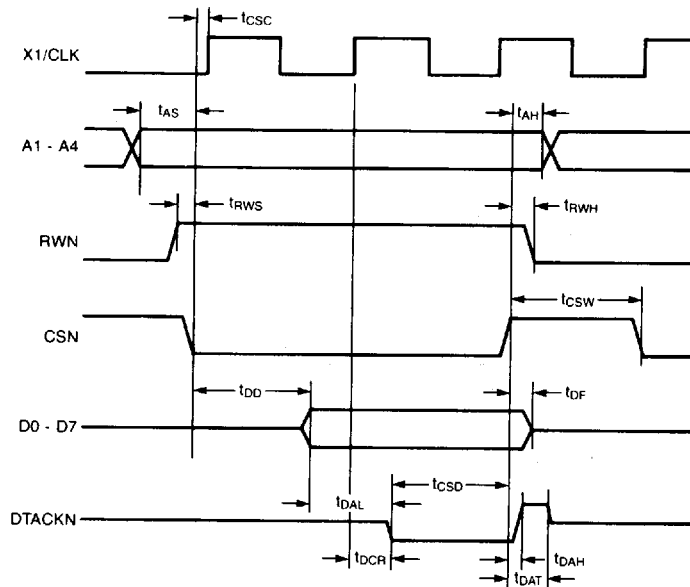 tCSC
X1/CLK
tAS
tAH
A1 - A4
tRWS
tRWH
RWN
tCSW
CSN
tDD
tDF
D0 - D7
tCSD
tDAL
DTACKN
tDCR
tDAH
tDAT